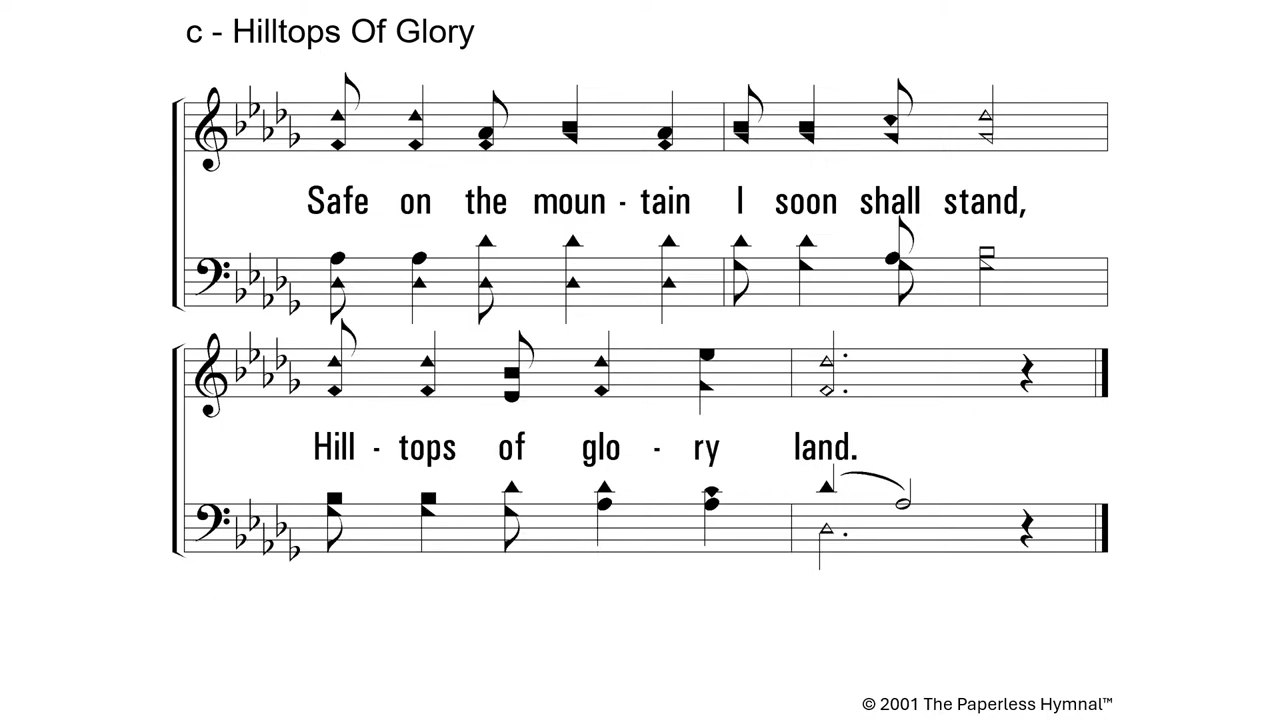 c - Hilltops Of Glory
Safe on the moun - tain I soon shall stand,
Hill - tops of glo - ry land.
© 2001 The Paperless Hymnal™